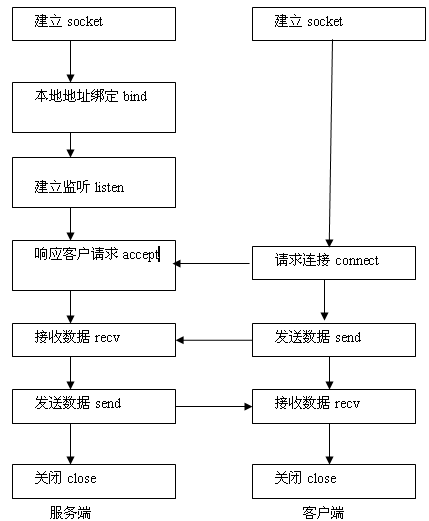 建立 socket
建立 socket
本地地址绑定 bind
建立监听 listen
响应客户请求 accept
请求连接 connect
接收数据 recv
发送数据 send
发送数据 send
接收数据 recv
关闭 close
关闭 close
服务端
客户端